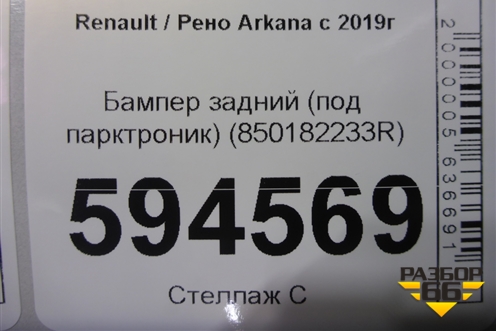 Renault / Рено Arkana с 2019г
Бампер задний (под
парктроник) (850182233R)
594569
Стеллаж С
2000005636691
РАЗБОР
66